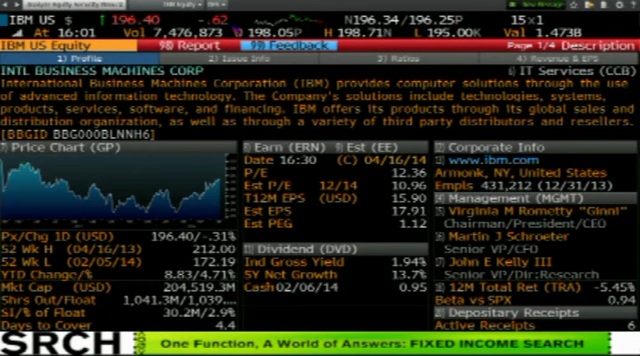 IBM US $ ↑ 196.40 -.62 N196.34/196.25P 15×1
At 16:01 Vol 7,476,873 O 198.05P H 198.71N L 195.00K Val 1.473B
IBM US Equity 98) Report 99) Feedback Page 1/4 Description
1) Profile 2) Issue Info 3) Ratios 4) Revenue & EPS
INTL BUSINESS MACHINES CORP IT Services (CCB)
International Business Machines Corporation (IBM) provides computer solutions through the use
of advanced information technology. The Company's solutions include technologies, systems,
products, services, software, and financing. IBM offers its products through its global sales and
distribution organization, as well as through a variety of third party distributors and resellers.
[BBGID BBG000BLNNH6]
7) Price Chart (GP)
Px/Chg 1D (USD) 196.40/-.31%
52 Wk H (04/16/13) 212.00
52 Wk L (02/05/14) 172.19
YTD Change/% 8.83/4.71%
Mkt Cap (USD) 204,519.3M
Shrs Out/Float 1,041.3M/1,039....
SI/% of Float 30.2M/2.9%
Days to Cover 4.4
8) Earn (ERN) 9) Est (EE)
Date 16:30 (C) 04/16/14
P/E 12.36
Est P/E 12/14 10.96
T12M EPS (USD) 15.90
Est EPS 17.91
Est PEG 1.12
Dividend (DVD)
Ind Gross Yield 1.94%
5Y Net Growth 13.7%
Cash 02/06/14 0.95
Corporate Info
www.ibm.com
Armonk, NY, United States
Empls 431,212 (12/31/13)
Management (MGMT)
Virginia M Rometty "Ginni"
Chairman/President/CEO
Martin J Schroeter
Senior VP/CFO
John E Kelly III
Senior VP/Dir:Research
12M Total Ret (TRA) -5.45%
Beta vs SPX 0.94
Depositary Receipts
Active Receipts 6
SRCH One Function, A World of Answers: FIXED INCOME SEARCH